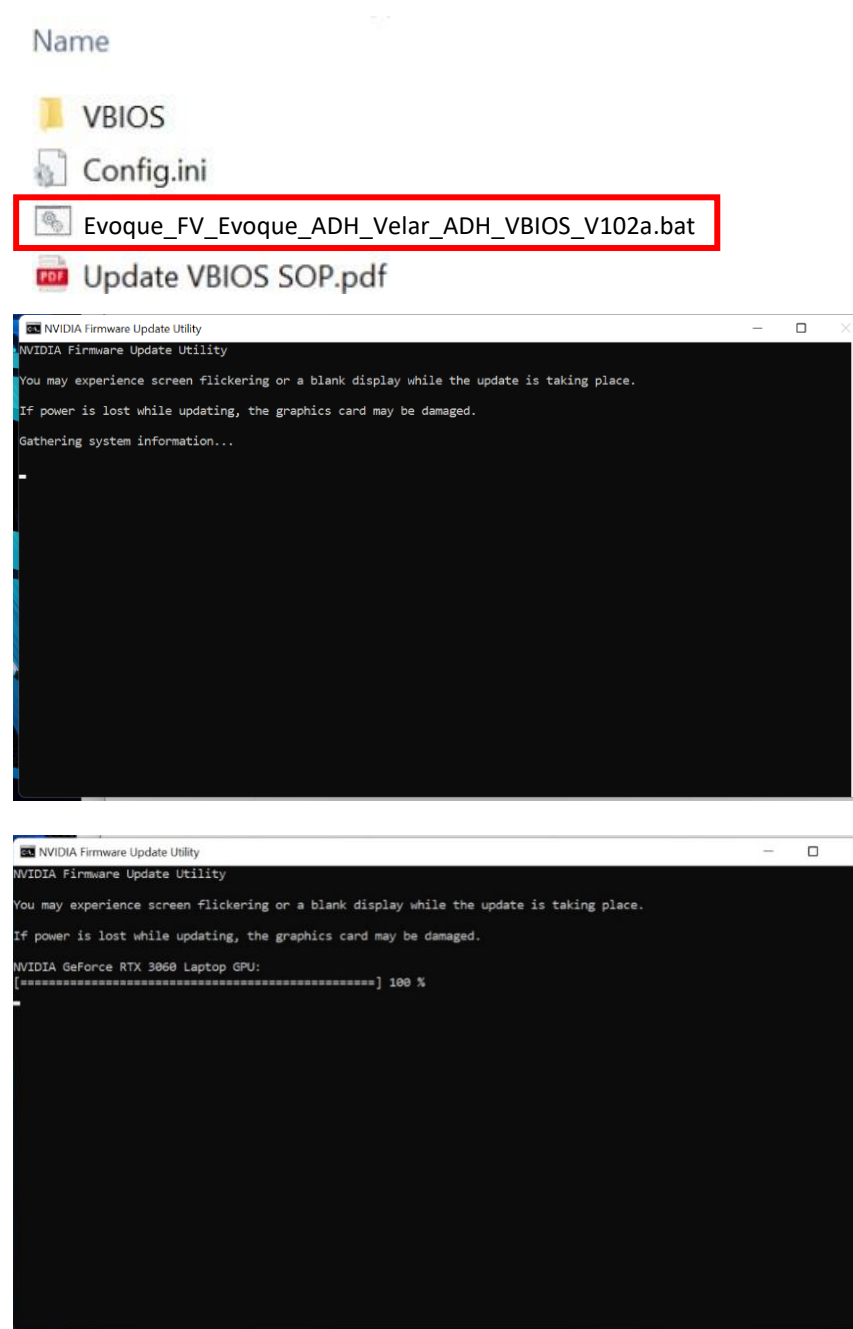 Name
VBIOS
Config.ini
Evoque_FV_Evoque_ADH_Velar_ADH_VBIOS_V102a.bat
PDF
Update VBIOS SOP.pdf
NVIDIA Firmware Update Utility
NVIDIA Firmware Update Utility
You may experience screen flickering or a blank display while the update is taking place.
If power is lost while updating, the graphics card may be damaged.
Gathering system information...
NVIDIA Firmware Update Utility
NVIDIA Firmware Update Utility
You may experience screen flickering or a blank display while the update is taking place.
If power is lost while updating, the graphics card may be damaged.
NVIDIA GeForce RTX 3060 Laptop GPU:
[==================================================] 100 %